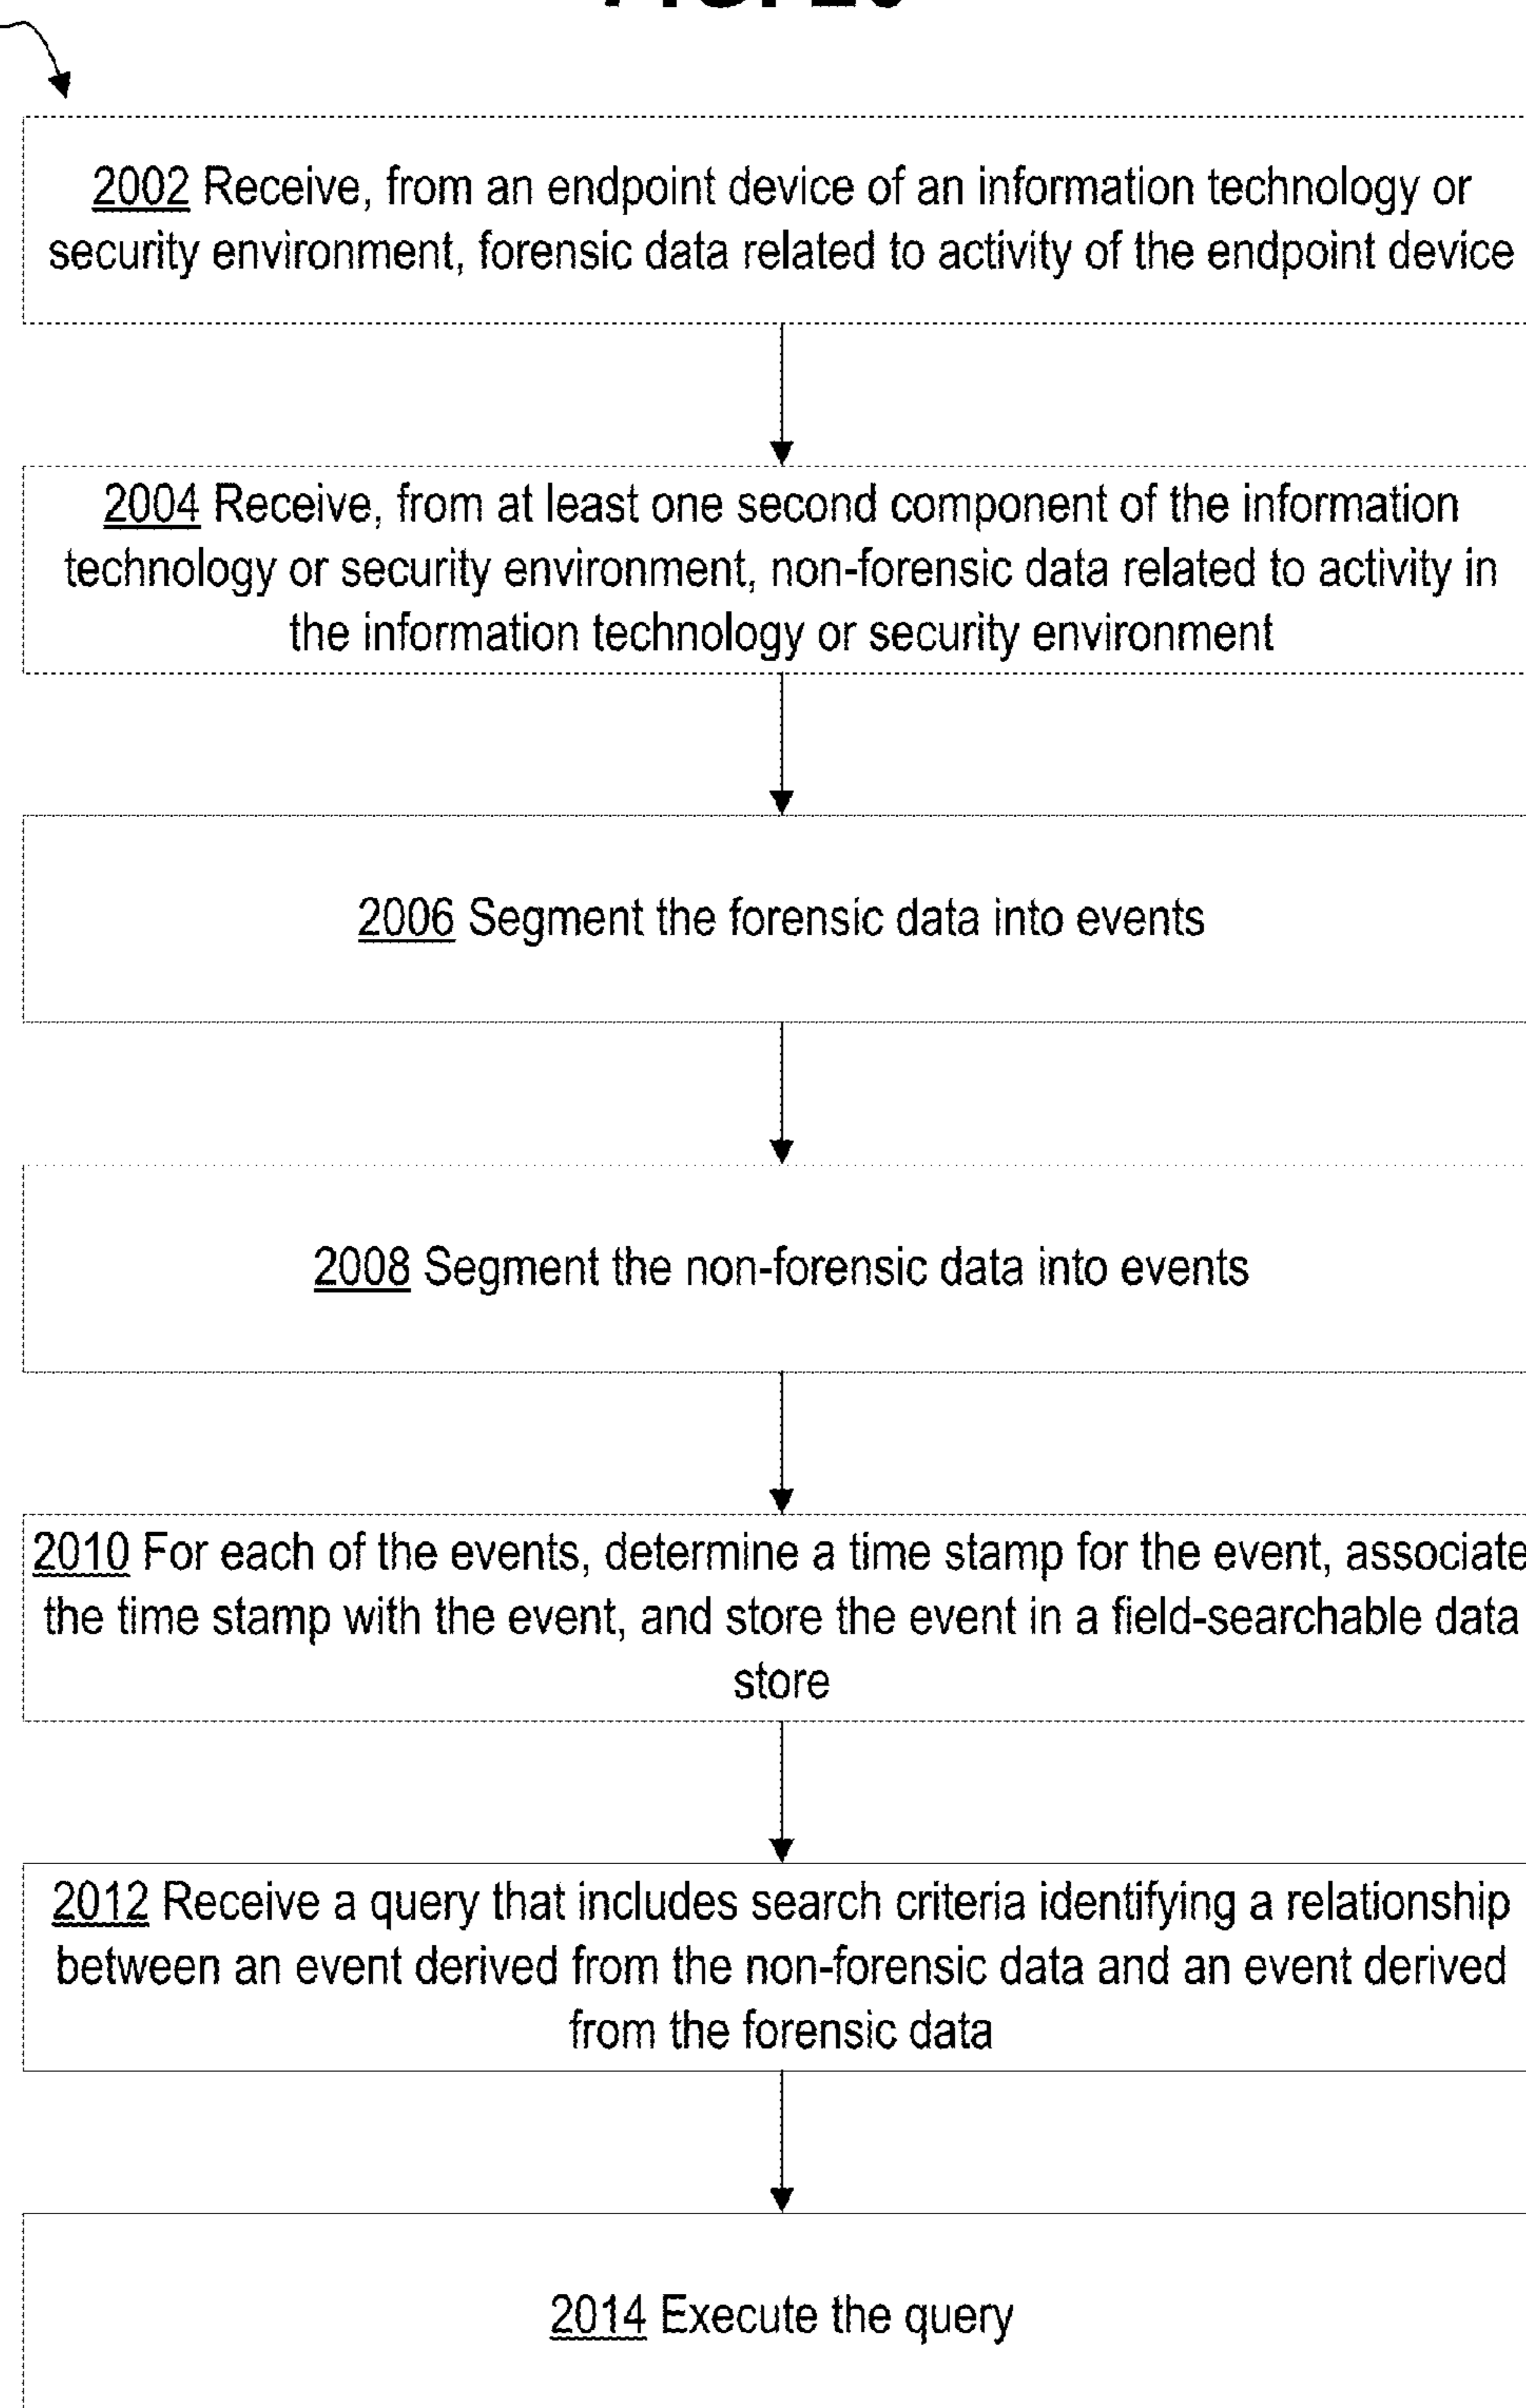 2002 Receive, from an endpoint device of an information technology or
security environment, forensic data related to activity of the endpoint device
2004 Receive, from at least one second component of the information
technology or security environment, non-forensic data related to activity in
the information technology or security environment
2006 Segment the forensic data into events
2008 Segment the non-forensic data into events
2010 For each of the events, determine a time stamp for the event, associate
the time stamp with the event, and store the event in a field-searchable data
store
2012 Receive a query that includes search criteria identifying a relationship
between an event derived from the non-forensic data and an event derived
from the forensic data
2014 Execute the query